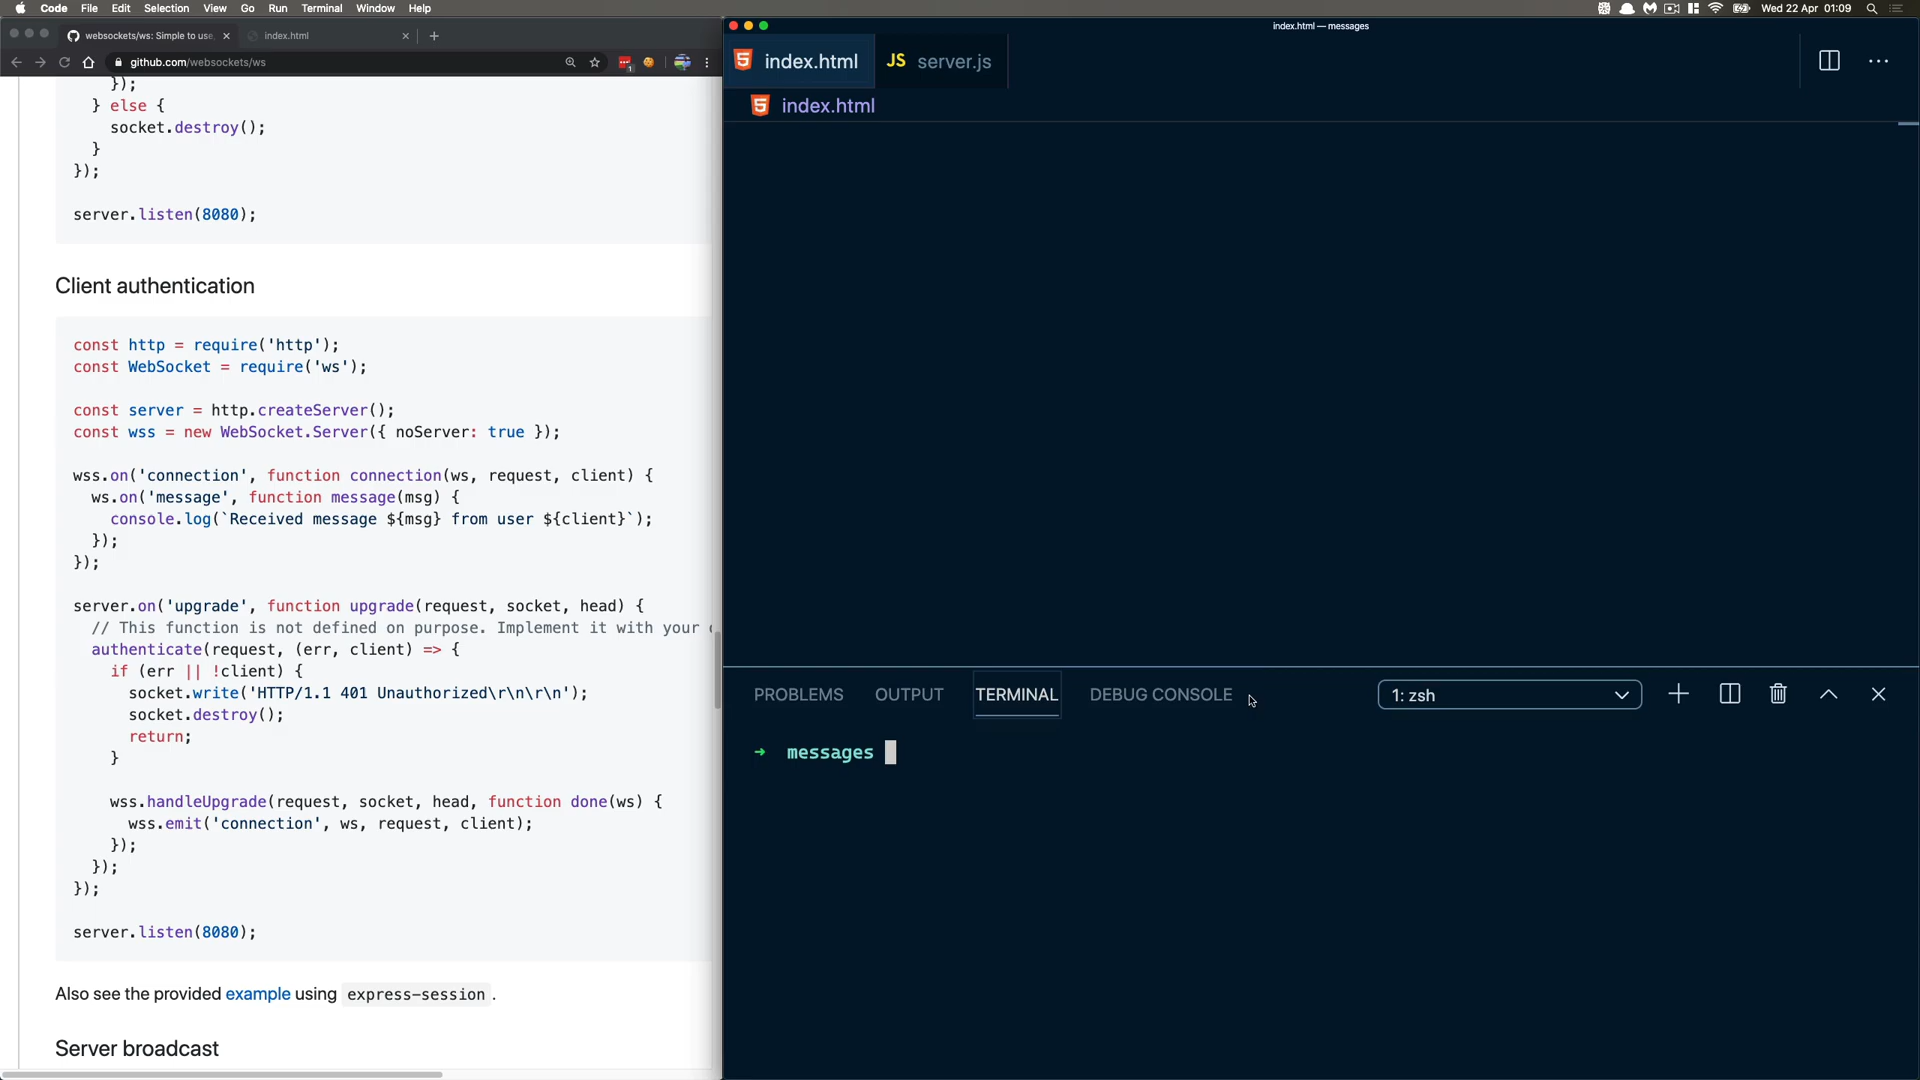 Code File Edit Selection View Go Run Terminal Window Help
Wed 22 Apr 01:09
websockets/ws: Simple to use,
index.html
github.com/websockets/ws
});
} else {
socket.destroy();
}
});
server.listen(8080);
Client authentication
const http = require('http');
const WebSocket = require('ws');
const server = http.createServer();
const wss = new WebSocket.Server({ noServer: true });
wss.on('connection', function connection(ws, request, client) {
ws.on('message', function message(msg) {
console.log(`Received message ${msg} from user ${client}`);
});
});
server.on('upgrade', function upgrade(request, socket, head) {
// This function is not defined on purpose. Implement it with your
authenticate(request, (err, client) => {
if (err || !client) {
socket.write('HTTP/1.1 401 Unauthorized\r\n\r\n');
socket.destroy();
return;
}
wss.handleUpgrade(request, socket, head, function done(ws) {
wss.emit('connection', ws, request, client);
});
});
});
server.listen(8080);
Also see the provided example using express-session .
Server broadcast
index.html — messages
index.html
JS server.js
index.html
PROBLEMS OUTPUT TERMINAL DEBUG CONSOLE
1: zsh
➜ messages